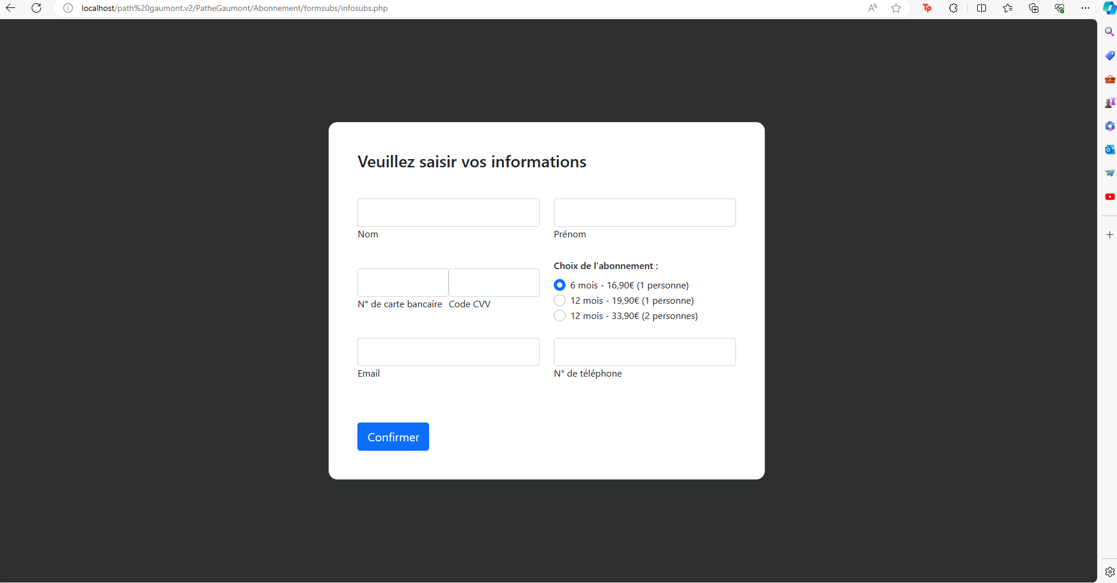 localhost/path%20gaumont.v2/PatheGaumont/Abonnement/formsubs/infosubs.php
Veuillez saisir vos informations
Nom Prénom
Choix de l'abonnement :
6 mois - 16,90€ (1 personne)
12 mois - 19,90€ (1 personne)
N° de carte bancaire Code CVV
12 mois - 33,90€ (2 personnes)
Email N° de téléphone
Confirmer